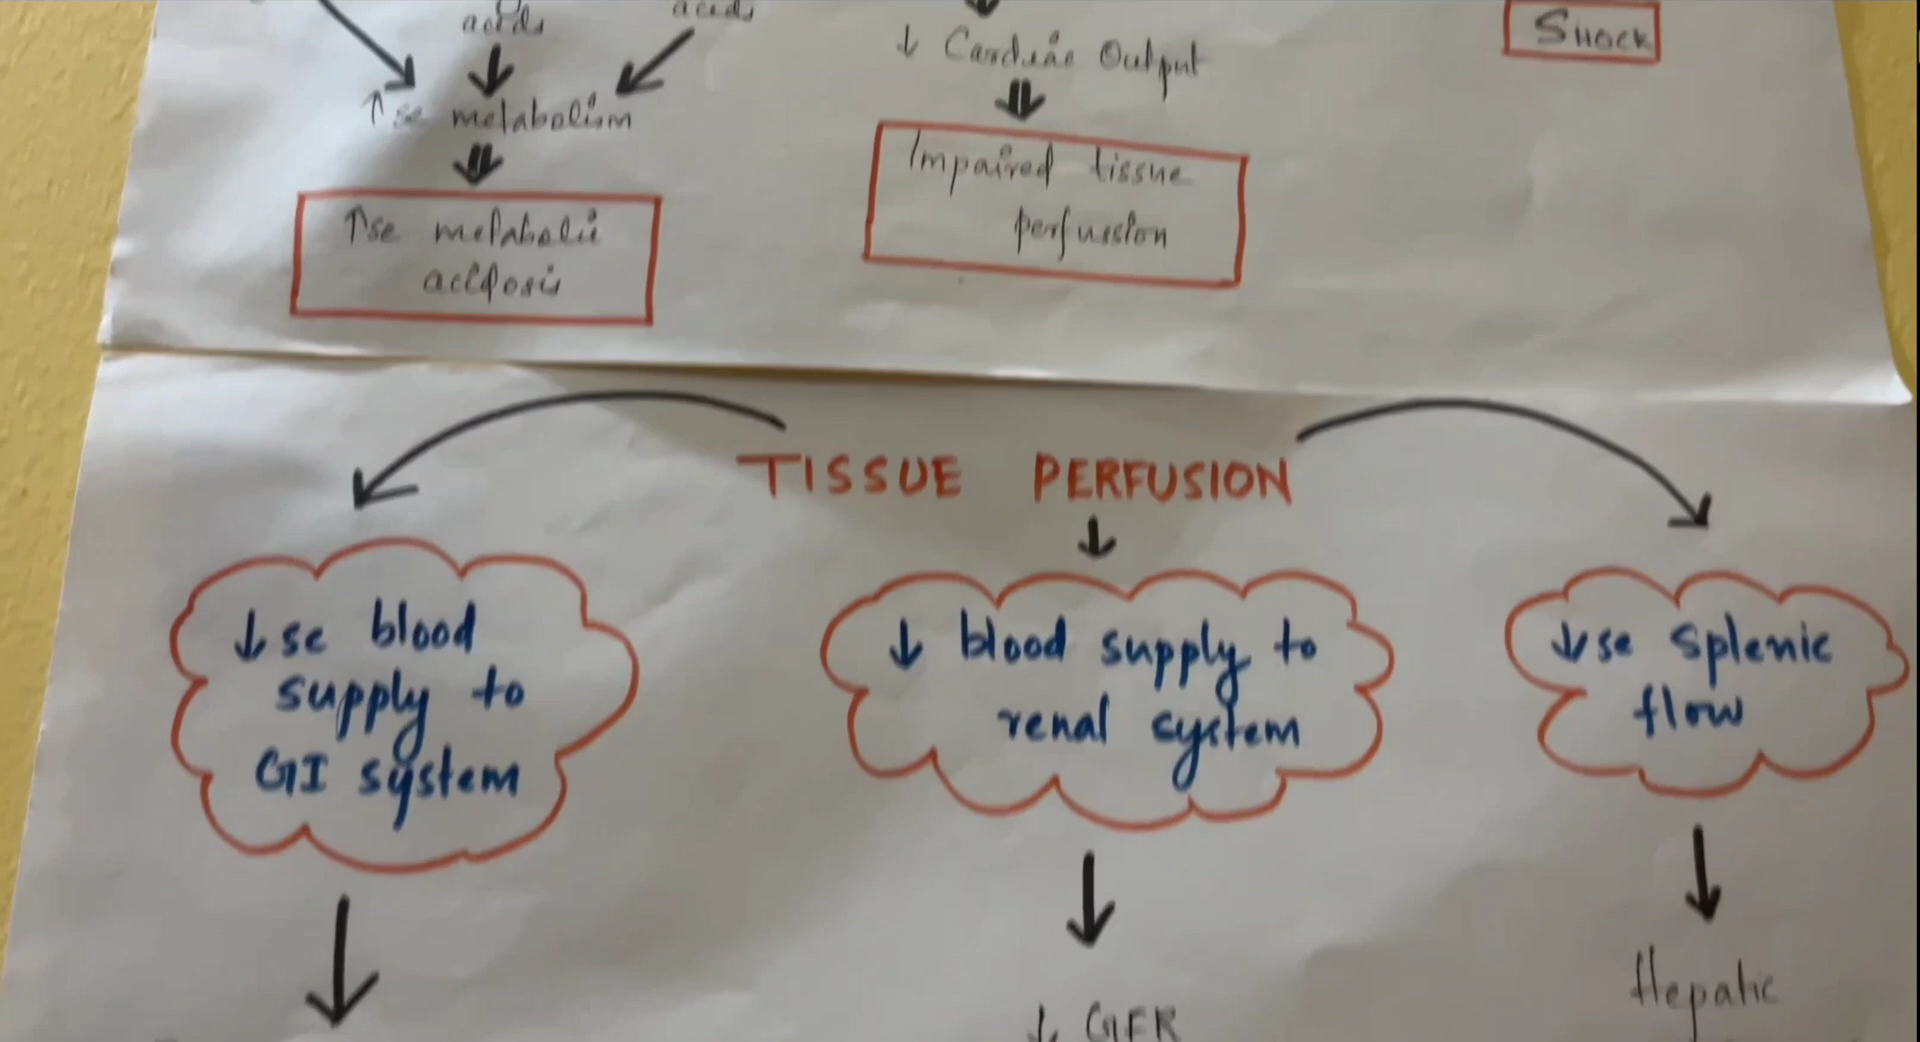 acids
acids
↑se metabolism
↑se metabolic
acidosis
↓ Cardiac Output
Impaired tissue
perfusion
SHOCK
TISSUE PERFUSION
↓se blood
supply to
GI system
↓ blood supply to
renal system
↓se splenic
flow
↓ GFR
Hepatic